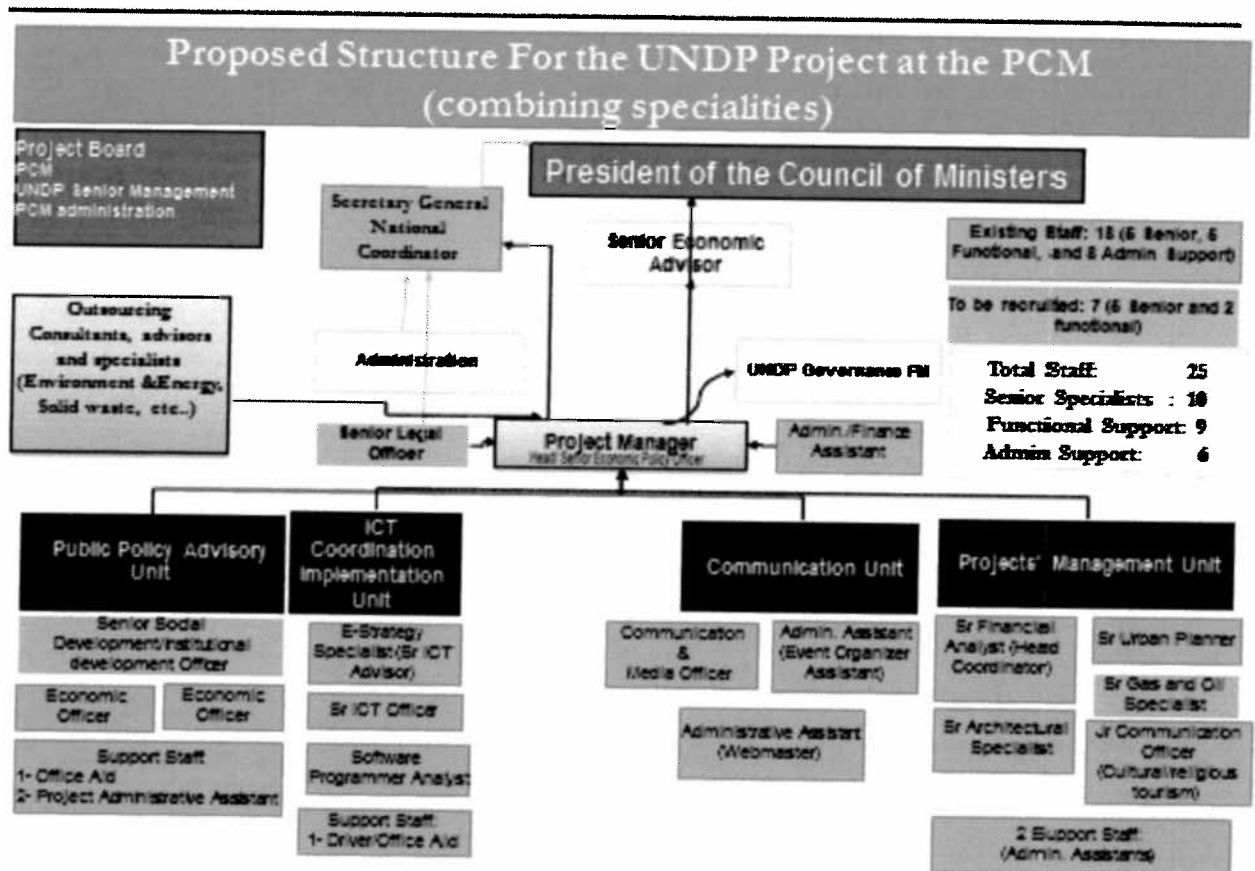 Proposed Structure For the UNDP Project at the PCM
(combining specialities)
Project Board
PCM
UNDP Senior Management
PCM administration
President of the Council of Ministers
Secretary General
National
Coordinator
Senior Economic
Advisor
Existing Staff: 18 (5 Senior, 5
Functional, and 8 Admin Support)
To be recruited: 7 (5 Senior and 2
functional)
Outsourcing
Consultants, advisors
and specialists
(Environment &Energy,
Solid waste, etc..)
Administration
UNDP Governance
Total Staff: 25
Senior Specialists : 10
Functional Support: 9
Admin Support: 6
Senior Legal
Officer
Project Manager
Head/ Senior Economic Policy Officer
Admin./Finance
Assistant
Public Policy Advisory
Unit
ICT
Coordination
Implementation
Unit
Communication Unit
Projects' Management Unit
Senior Social
Development/Institutional
development Officer
Economic
Officer
Economic
Officer
Support Staff
1- Office Aid
2- Project Administrative Assistant
E-Strategy
Specialist(Sr ICT
Advisor)
Sr ICT Officer
Software
Programmer Analyst
Support Staff:
1- Driver/Office Aid
Communication
&
Media Officer
Admin. Assistant
(Event Organizer
Assistant)
Administrative Assistant
(Webmaster)
Sr Financial
Analyst (Head
Coordinator)
Sr Urban Planner
Sr Gas and Oil
Specialist
Sr Architectural
Specialist
Jr Communication
Officer
(Cultural/religious
tourism)
2 Support Staff:
(Admin. Assistants)